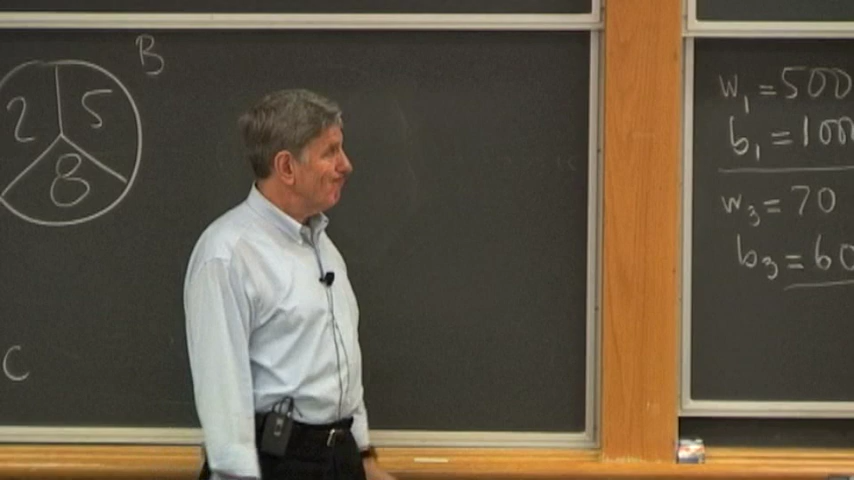 B
2 5
8
C
w₁ = 500
b₁ = 100
w₃ = 70
b₃ = 60